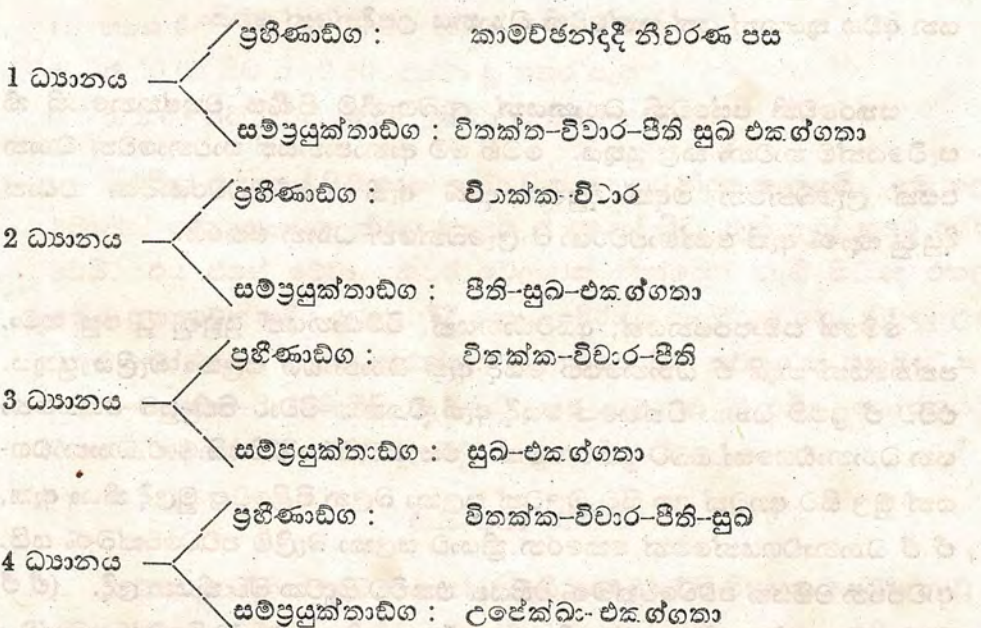 ප්‍රහීණාඞ්ග : කාමච්ඡන්දාදී නීවරණ පස
1 ධ්‍යානය
සම්ප්‍රයුක්තාඞ්ග : විතක්ත-විචාර-පීති සුඛ එකග්ගතා
ප්‍රහීණාඞ්ග : විතක්ක-විචාර
2 ධ්‍යානය
සම්ප්‍රයුක්තාඞ්ග : පීති-සුඛ-එකග්ගතා
ප්‍රහීණාඞ්ග : විතක්ක-විචාර-පීති
3 ධ්‍යානය
සම්ප්‍රයුක්තාඞ්ග : සුඛ-එකග්ගතා
ප්‍රහීණාඞ්ග : විතක්ක-විචාර-පීති-සුඛ
4 ධ්‍යානය
සම්ප්‍රයුක්තාඞ්ග : උපේක්ඛා-එකග්ගතා